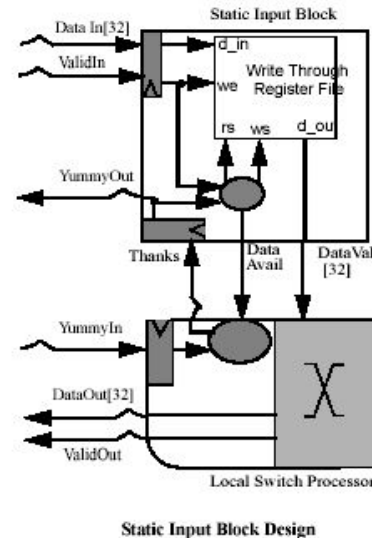 Static Input Block
Data In[32]
d_in
ValidIn
we
Write Through
Register File
rs
ws
d_out
YummyOut
Thanks
Data
Avail
DataVal
[32]
YummyIn
DataOut[32]
ValidOut
Local Switch Processor
Static Input Block Design